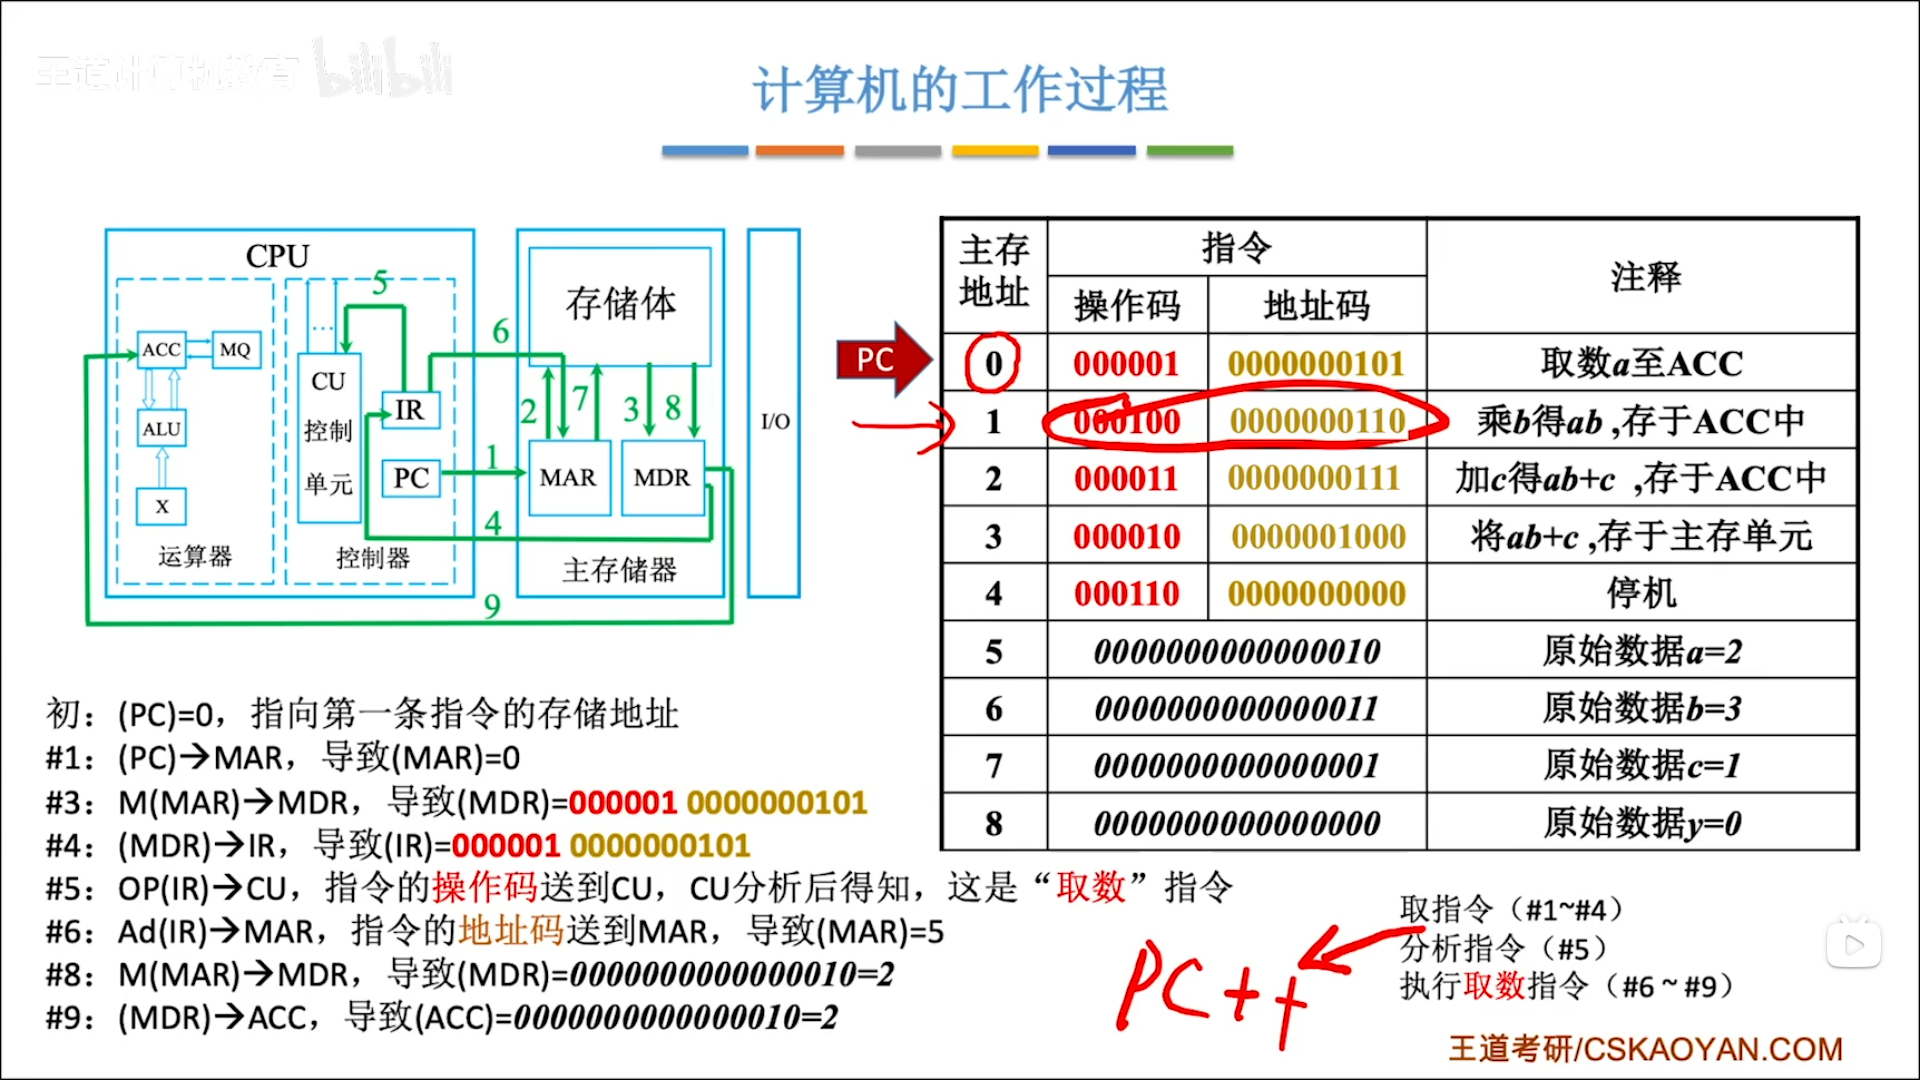 王道计算机教育 bilibili
计算机的工作过程
CPU
ACC
MQ
ALU
X
运算器
CU
控制
单元
...
IR
PC
控制器
存储体
MAR
MDR
主存储器
I/O
1
2
3
4
5
6
7
8
9
PC
主存地址 指令 注释
操作码 地址码
0 000001 0000000101 取数a至ACC
1 000100 0000000110 乘b得ab ,存于ACC中
2 000011 0000000111 加c得ab+c ,存于ACC中
3 000010 0000001000 将ab+c ,存于主存单元
4 000110 0000000000 停机
5 0000000000000010 原始数据a=2
6 0000000000000011 原始数据b=3
7 0000000000000001 原始数据c=1
8 0000000000000000 原始数据y=0
初：(PC)=0，指向第一条指令的存储地址
#1：(PC)→MAR，导致(MAR)=0
#3：M(MAR)→MDR，导致(MDR)=000001 0000000101
#4：(MDR)→IR，导致(IR)=000001 0000000101
#5：OP(IR)→CU，指令的操作码送到CU，CU分析后得知，这是“取数”指令
#6：Ad(IR)→MAR，指令的地址码送到MAR，导致(MAR)=5
#8：M(MAR)→MDR，导致(MDR)=0000000000000010=2
#9：(MDR)→ACC，导致(ACC)=0000000000000010=2
取指令（#1~#4）
分析指令（#5）
执行取数指令（#6 ~ #9）
PC++
王道考研/CSKAOYAN.COM